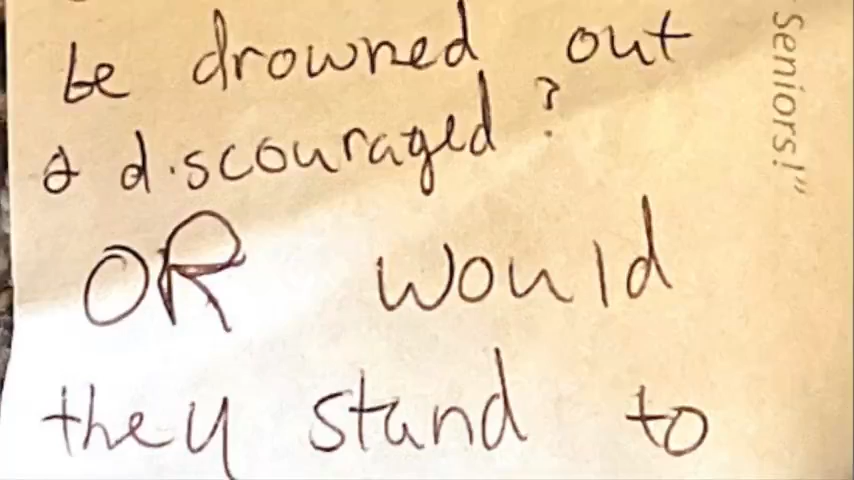 be drowned out
& discouraged?
OR would
they stand to
Seniors!"